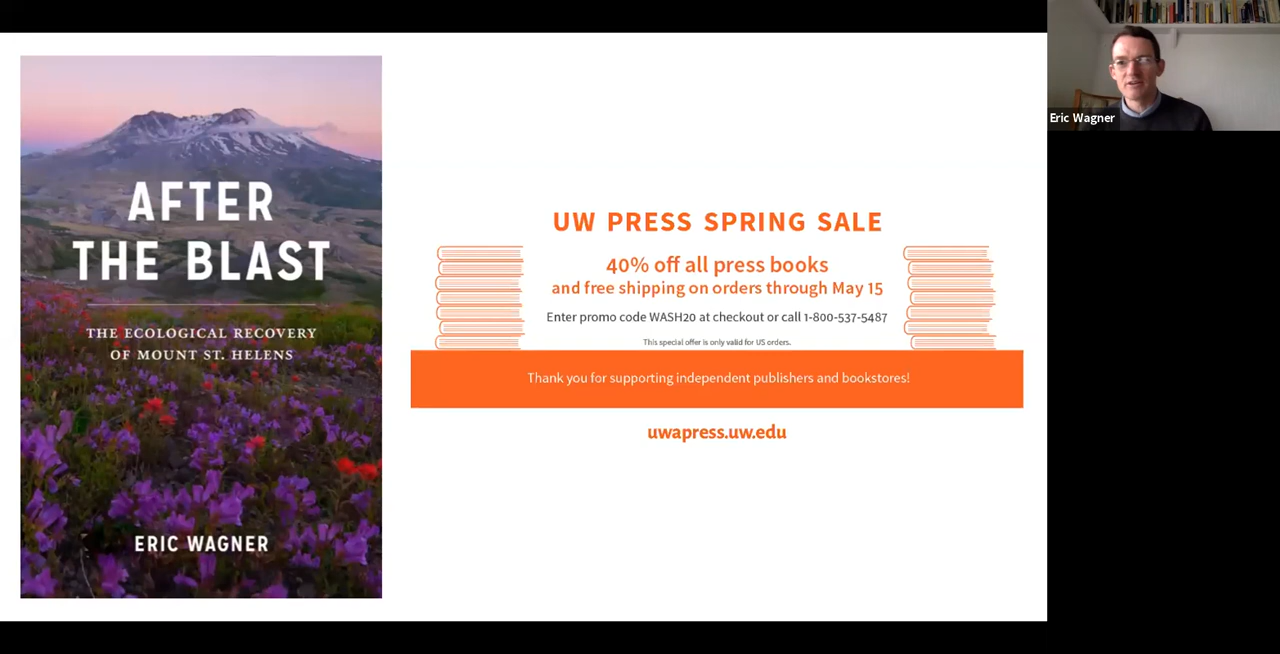 AFTER
THE BLAST
THE ECOLOGICAL RECOVERY
OF MOUNT ST. HELENS
ERIC WAGNER
UW PRESS SPRING SALE
40% off all press books
and free shipping on orders through May 15
Enter promo code WASH20 at checkout or call 1-800-537-5487
This special offer is only valid for US orders.
Thank you for supporting independent publishers and bookstores!
uwapress.uw.edu
Eric Wagner